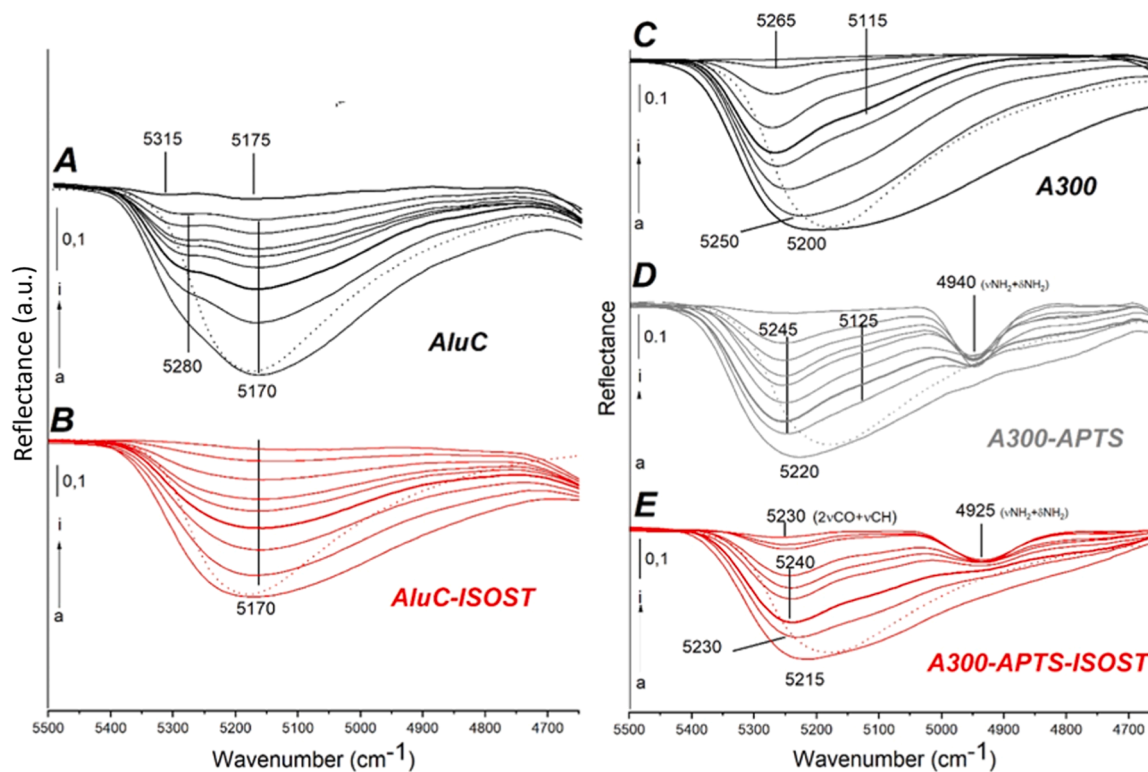 A
5315
5175
0,1
i
a
5280
5170
AluC
B
0,1
i
a
5170
AluC-ISOST
Reflectance (a.u.)
5500 5400 5300 5200 5100 5000 4900 4800 4700
Wavenumber (cm-1)
C
5265
5115
0,1
i
a
5250
5200
A300
D
4940 (νNH2+δNH2)
0,1
5245
5125
i
a
5220
A300-APTS
E
5230 (2νCO+νCH)
4925 (νNH2+δNH2)
0,1
5240
i
5230
a
5215
A300-APTS-ISOST
Reflectance
5500 5400 5300 5200 5100 5000 4900 4800 4700
Wavenumber (cm-1)